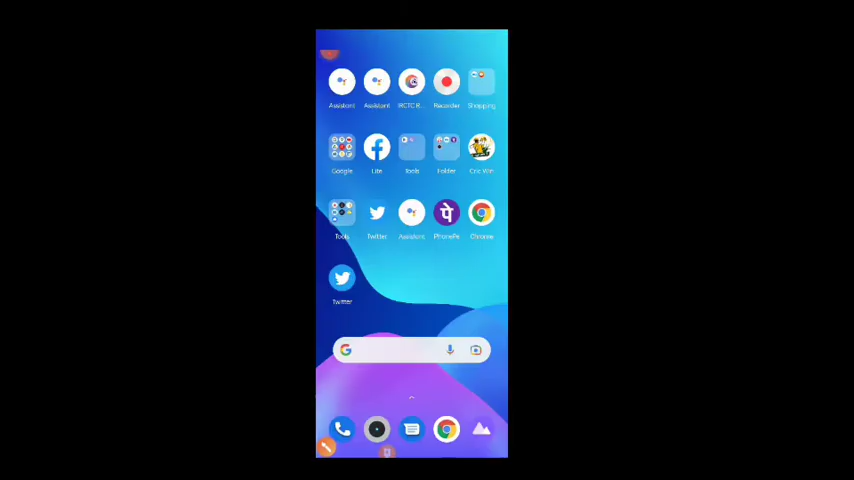 Assistant Assistant IRCTC R... Recorder Shopping
Google Lite Tools Folder Cric Win
पे
Tools Twitter Assistant PhonePe Chrome
Twitter